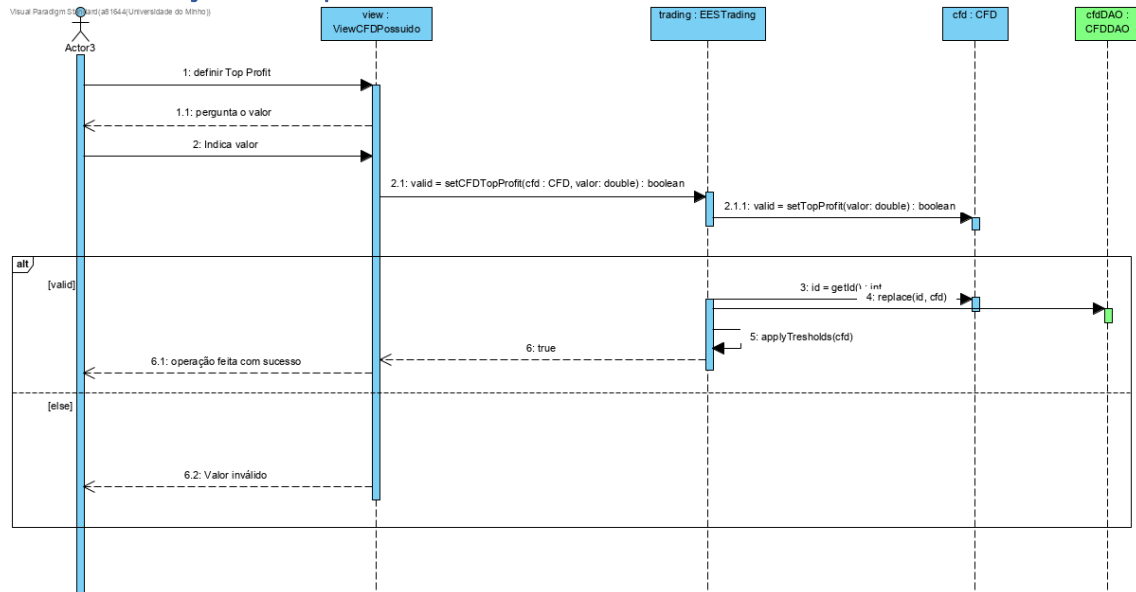 Visual Paradigm Standard(a81644(Universidade do Minho))
Actor3
view :
ViewCFDPossuido
trading : EESTrading
cfd : CFD
cfdDAO :
CFDDAO
1: definir Top Profit
1.1: pergunta o valor
2: Indica valor
2.1: valid = setCFDTopProfit(cfd : CFD, valor: double) : boolean
2.1.1: valid = setTopProfit(valor: double) : boolean
alt
[valid]
3: id = getId() : int
4: replace(id, cfd)
5: applyTresholds(cfd)
6: true
6.1: operação feita com sucesso
[else]
6.2: Valor inválido